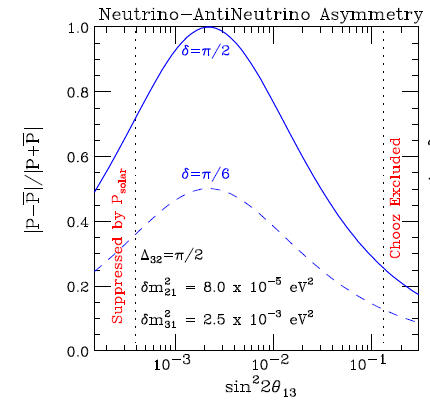 Neutrino−AntiNeutrino Asymmetry
1.0
0.8
0.6
0.4
0.2
0.0
|P−P̅|/|P+P̅|
δ=π/2
δ=π/6
Suppressed by P_solar
Chooz Excluded
Δ₃₂=π/2
δm²₂₁ = 8.0 x 10⁻⁵ eV²
δm²₃₁ = 2.5 x 10⁻³ eV²
10⁻³ 10⁻² 10⁻¹
sin²2θ₁₃